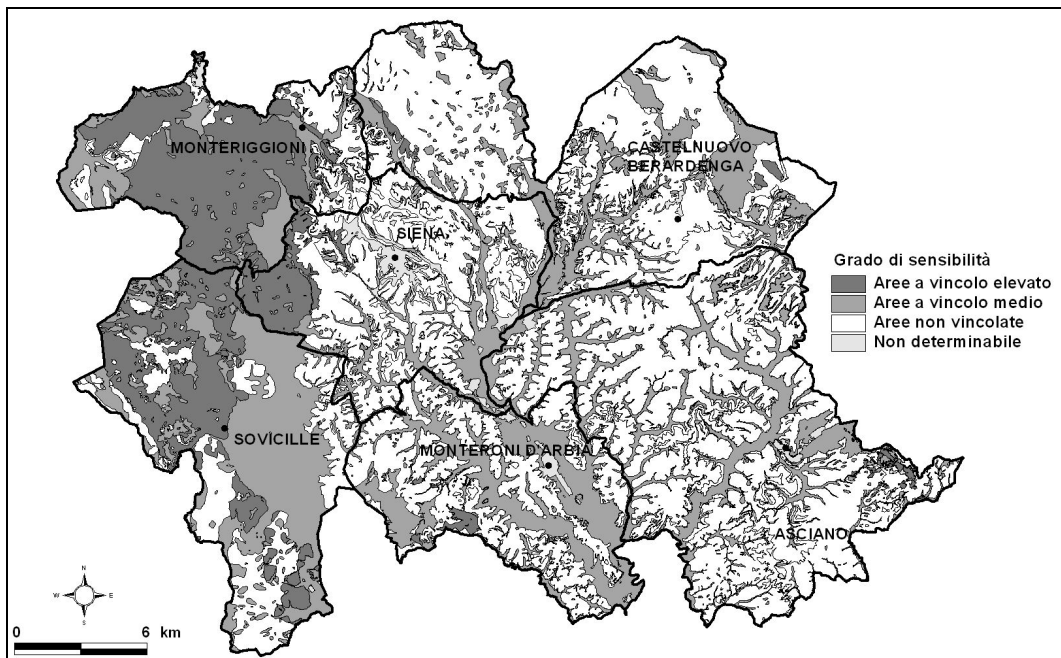 MONTERIGGIONI
CASTELNUOVO
BERARDENGA
SIENA
Grado di sensibilità
Aree a vincolo elevato
Aree a vincolo medio
Aree non vincolate
Non determinabile
SOVICILLE
MONTERONI D'ARBIA
ASCIANO
N
W E
S
0 6 km